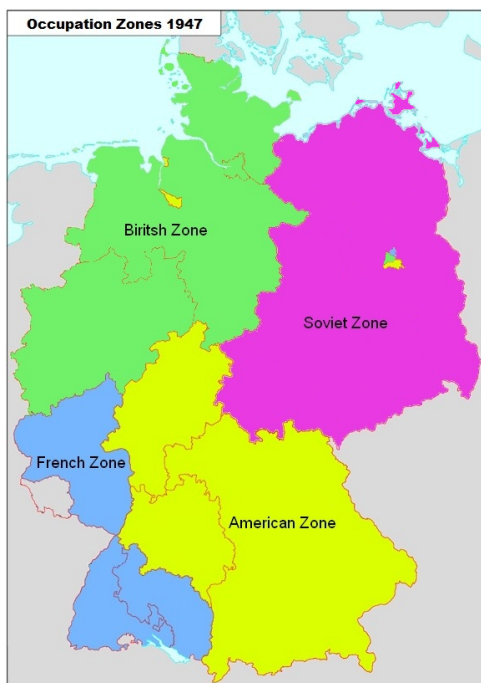 Occupation Zones 1947
Biritsh Zone
Soviet Zone
French Zone
American Zone